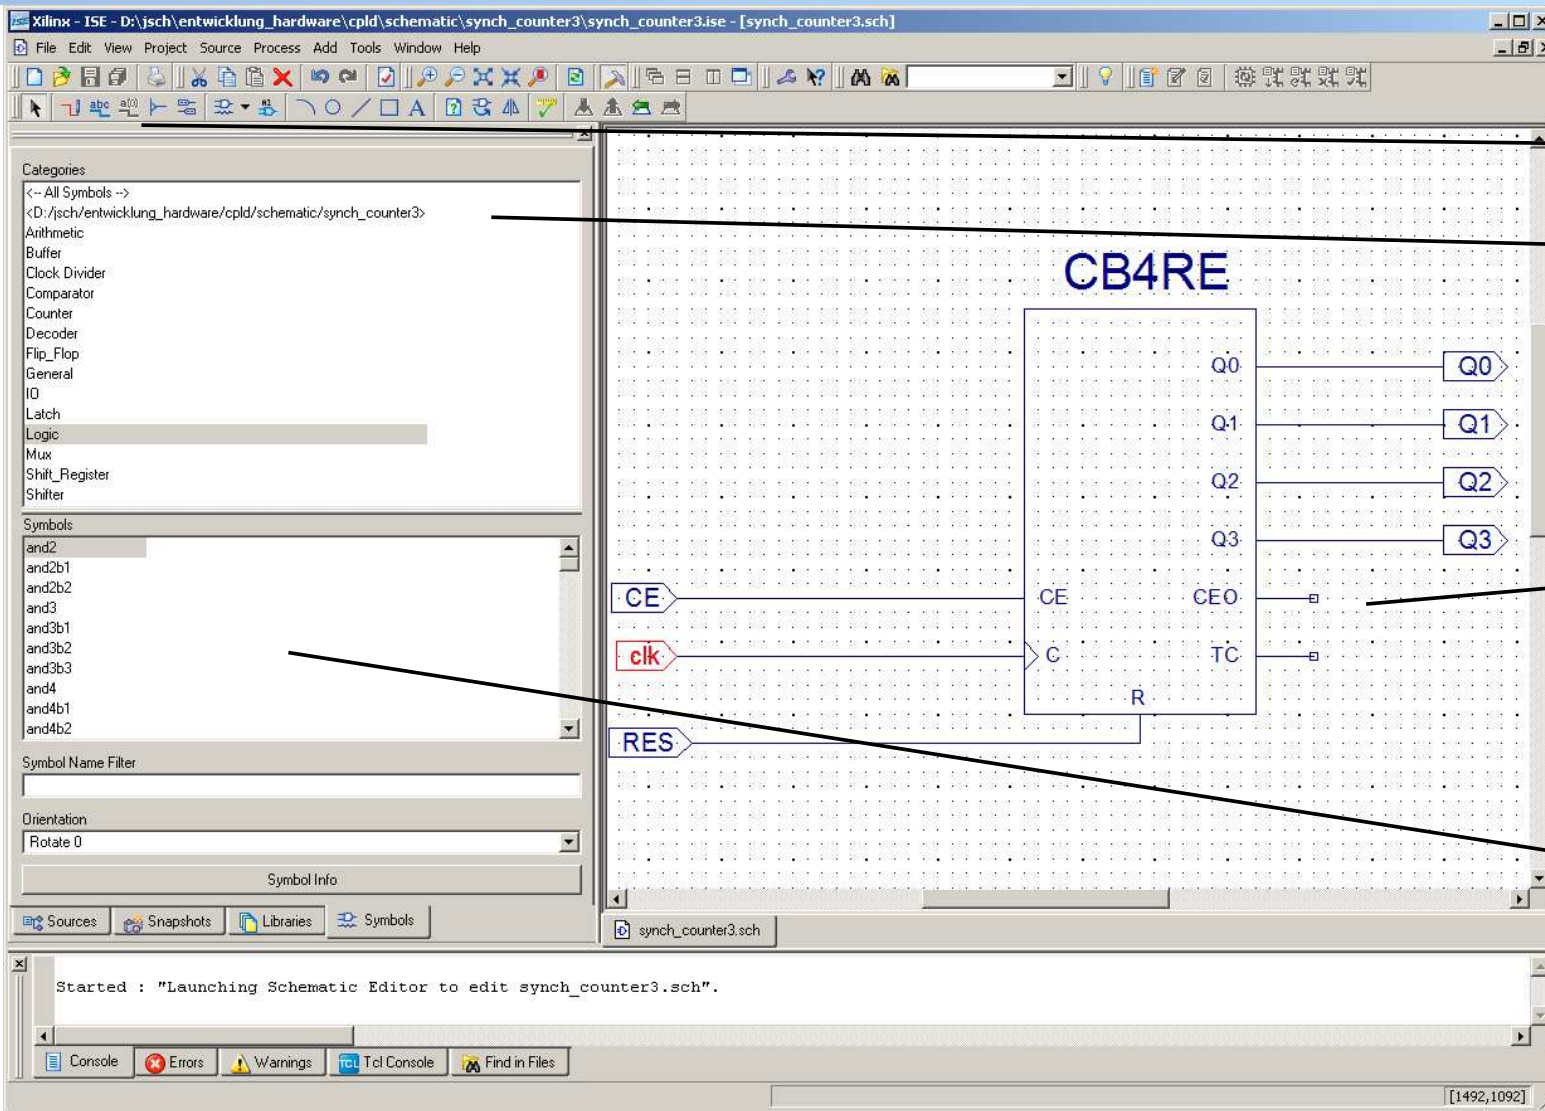 Xilinx - ISE - D:\jsch\entwicklung_hardware\cpld\schematic\synch_counter3\synch_counter3.ise - [synch_counter3.sch]
File Edit View Project Source Process Add Tools Window Help
Categories
<-- All Symbols -->
<D:/jsch/entwicklung_hardware/cpld/schematic/synch_counter3>
Arithmetic
Buffer
Clock Divider
Comparator
Counter
Decoder
Flip_Flop
General
IO
Latch
Logic
Mux
Shift_Register
Shifter
Symbols
and2
and2b1
and2b2
and3
and3b1
and3b2
and3b3
and4
and4b1
and4b2
Symbol Name Filter
Orientation
Rotate 0
Symbol Info
Sources Snapshots Libraries Symbols
CB4RE
Q0 Q0
Q1 Q1
Q2 Q2
Q3 Q3
CE CE CEO
clk C TC
R
RES
synch_counter3.sch
Started : "Launching Schematic Editor to edit synch_counter3.sch".
Console Errors Warnings TCL Tcl Console Find in Files
[1492,1092]